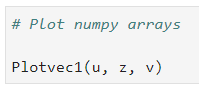 # Plot numpy arrays
Plotvec1(u, z, v)